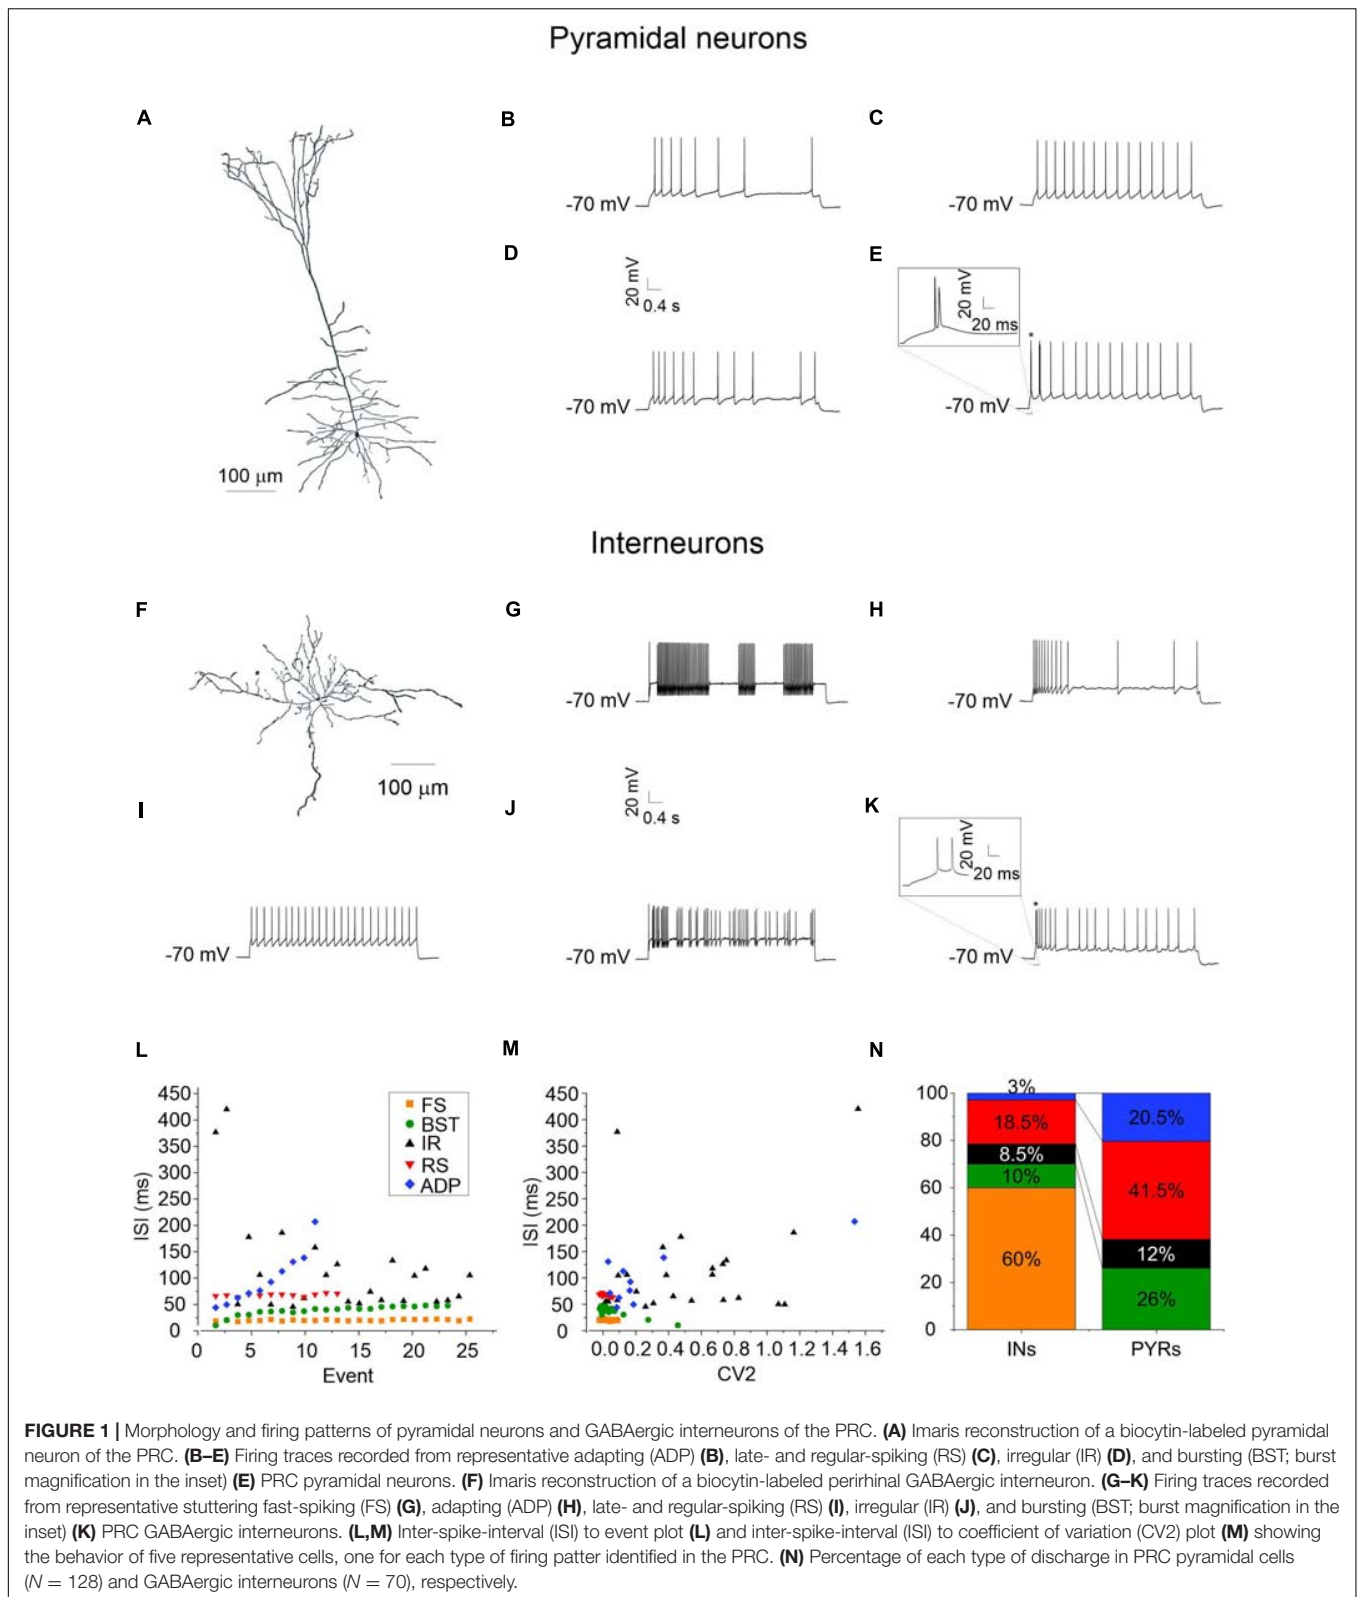 Pyramidal neurons
A
B
C
-70 mV
-70 mV
D
E
20 mV
0.4 s
20 mV
20 ms
*
-70 mV
-70 mV
100 µm
Interneurons
F
G
H
*
-70 mV
-70 mV
100 µm
I
J
K
20 mV
0.4 s
20 mV
20 ms
*
-70 mV
-70 mV
-70 mV
L
M
N
450
400
350
300
250
200
150
100
50
0
ISI (ms)
0 5 10 15 20 25
Event
FS
BST
IR
RS
ADP
450
400
350
300
250
200
150
100
50
0
ISI (ms)
0.0 0.2 0.4 0.6 0.8 1.0 1.2 1.4 1.6
CV2
100
80
60
40
20
0
3%
18.5%
8.5%
10%
60%
20.5%
41.5%
12%
26%
INs PYRs
FIGURE 1 | Morphology and firing patterns of pyramidal neurons and GABAergic interneurons of the PRC. (A) Imaris reconstruction of a biocytin-labeled pyramidal
neuron of the PRC. (B–E) Firing traces recorded from representative adapting (ADP) (B), late- and regular-spiking (RS) (C), irregular (IR) (D), and bursting (BST; burst
magnification in the inset) (E) PRC pyramidal neurons. (F) Imaris reconstruction of a biocytin-labeled perirhinal GABAergic interneuron. (G–K) Firing traces recorded
from representative stuttering fast-spiking (FS) (G), adapting (ADP) (H), late- and regular-spiking (RS) (I), irregular (IR) (J), and bursting (BST; burst magnification in the
inset) (K) PRC GABAergic interneurons. (L,M) Inter-spike-interval (ISI) to event plot (L) and inter-spike-interval (ISI) to coefficient of variation (CV2) plot (M) showing
the behavior of five representative cells, one for each type of firing patter identified in the PRC. (N) Percentage of each type of discharge in PRC pyramidal cells
(N = 128) and GABAergic interneurons (N = 70), respectively.